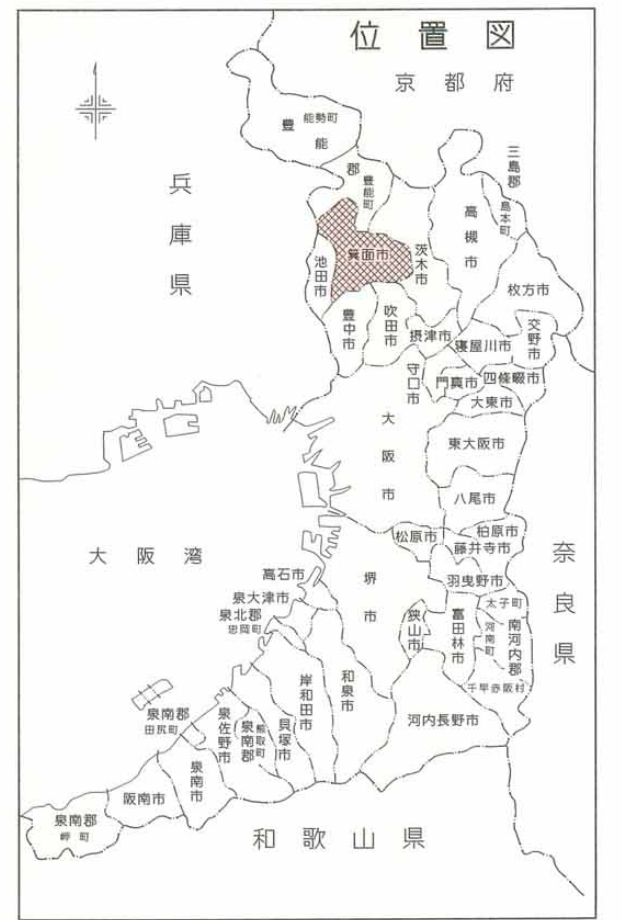 位置図
京都府
兵庫県
豊能郡
能勢町
豊能町
三島郡
島本町
高槻市
箕面市
茨木市
池田市
枚方市
豊中市
吹田市
摂津市
寝屋川市
交野市
守口市
門真市
四條畷市
大東市
大阪市
東大阪市
八尾市
松原市
柏原市
藤井寺市
大阪湾
奈良県
高石市
堺市
羽曳野市
泉大津市
泉北郡
忠岡町
狭山市
富田林市
太子町
河南町
南河内郡
千早赤阪村
和泉市
岸和田市
河内長野市
貝塚市
泉南郡
熊取町
泉佐野市
泉南郡
田尻町
泉南市
阪南市
泉南郡
岬町
和歌山県